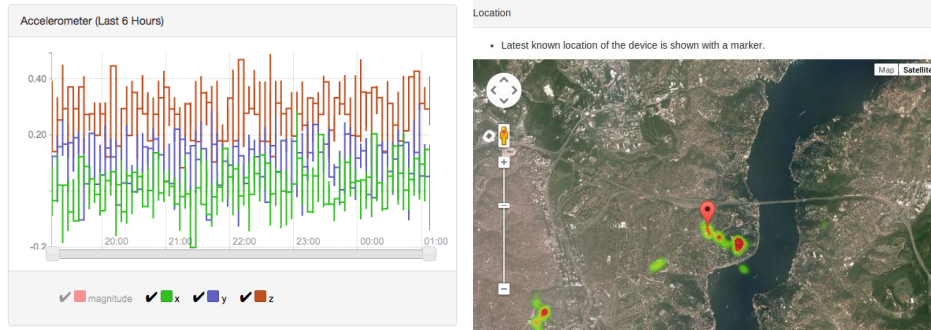 Accelerometer (Last 6 Hours)
0.40
0.20
-0.2
20:00
21:00
22:00
23:00
00:00
01:00
magnitude
x
y
z
Location
Latest known location of the device is shown with a marker.
Map
Satellite